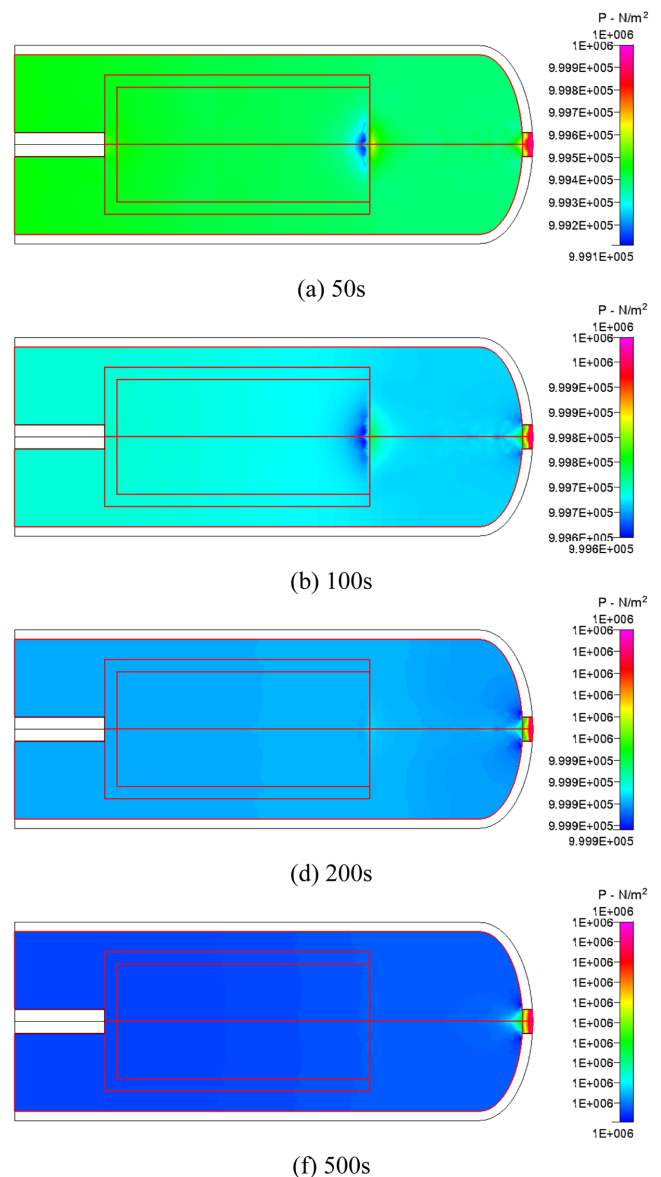 P - N/m²
1E+006
1E+006
9.999E+005
9.998E+005
9.997E+005
9.996E+005
9.995E+005
9.994E+005
9.993E+005
9.992E+005
9.991E+005
(a) 50s
P - N/m²
1E+006
1E+006
9.999E+005
9.999E+005
9.998E+005
9.998E+005
9.997E+005
9.997E+005
9.996E+005
9.996E+005
(b) 100s
P - N/m²
1E+006
1E+006
1E+006
1E+006
1E+006
1E+006
9.999E+005
9.999E+005
9.999E+005
9.999E+005
9.999E+005
(d) 200s
P - N/m²
1E+006
1E+006
1E+006
1E+006
1E+006
1E+006
1E+006
1E+006
1E+006
1E+006
1E+006
(f) 500s